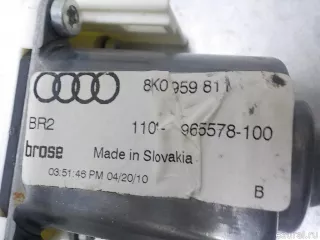 8K0 959 81
BR2
110 - 965578-100
brose
Made in Slovakia
03:51:46 PM 04/20/10
B